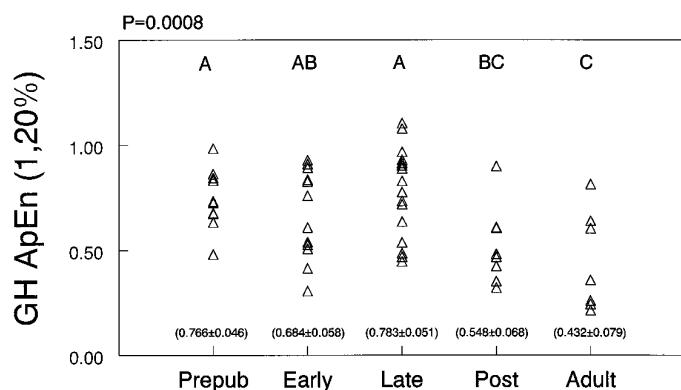 P=0.0008
1.50
A AB A BC C
1.00
GH ApEn (1,20%)
0.50
(0.766±0.046) (0.684±0.058) (0.783±0.051) (0.548±0.068) (0.432±0.079)
0.00
Prepub Early Late Post Adult